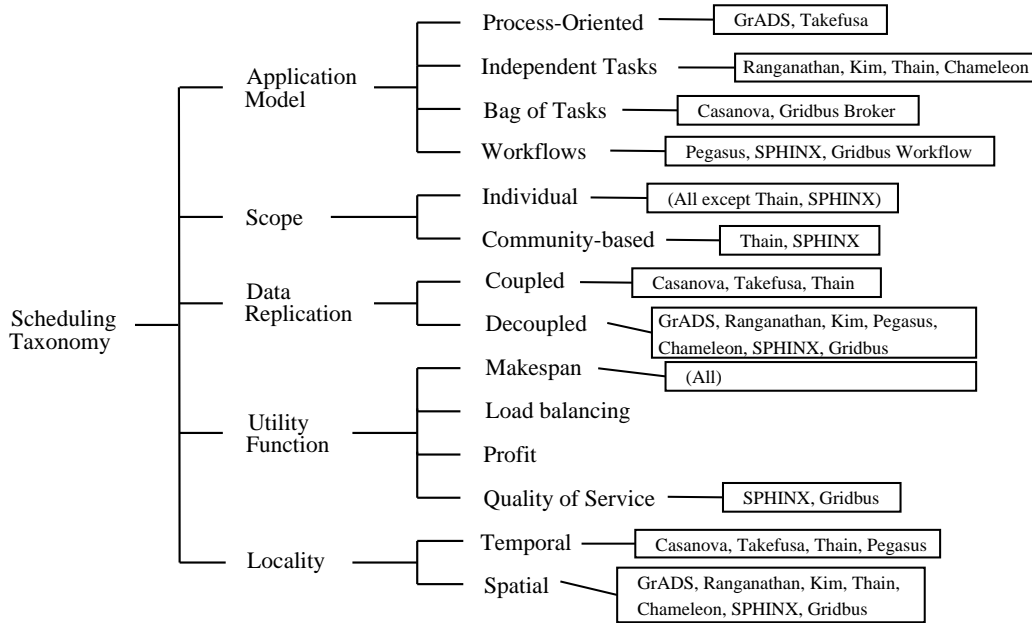 Process-Oriented
GrADS, Takefusa
Application
Model
Independent Tasks
Ranganathan, Kim, Thain, Chameleon
Bag of Tasks
Casanova, Gridbus Broker
Workflows
Pegasus, SPHINX, Gridbus Workflow
Scope
Individual
(All except Thain, SPHINX)
Community-based
Thain, SPHINX
Scheduling
Taxonomy
Data
Replication
Coupled
Casanova, Takefusa, Thain
Decoupled
GrADS, Ranganathan, Kim, Pegasus,
Chameleon, SPHINX, Gridbus
Utility
Function
Makespan
(All)
Load balancing
Profit
Quality of Service
SPHINX, Gridbus
Locality
Temporal
Casanova, Takefusa, Thain, Pegasus
Spatial
GrADS, Ranganathan, Kim, Thain,
Chameleon, SPHINX, Gridbus